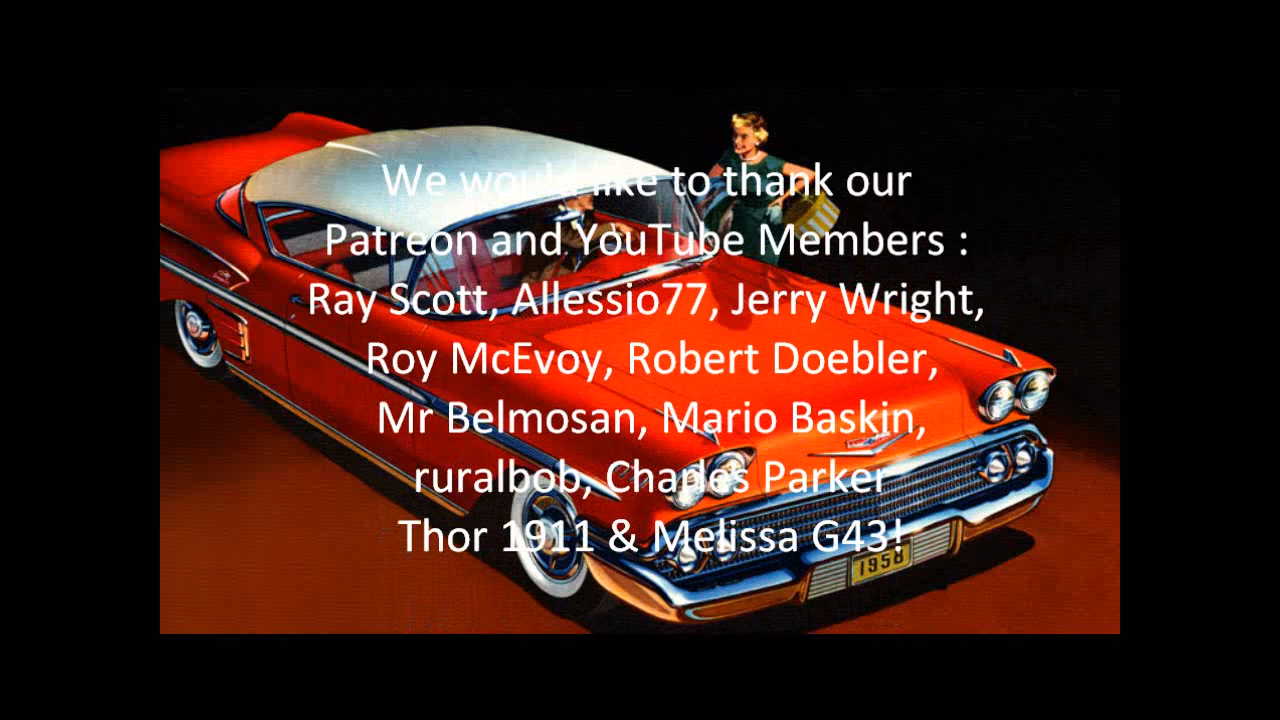 We would like to thank our
Patreon and YouTube Members :
Ray Scott, Allessio77, Jerry Wright,
Roy McEvoy, Robert Doebler,
Mr Belmosan, Mario Baskin,
ruralbob, Charles Parker
Thor 1911 & Melissa G43!
1958